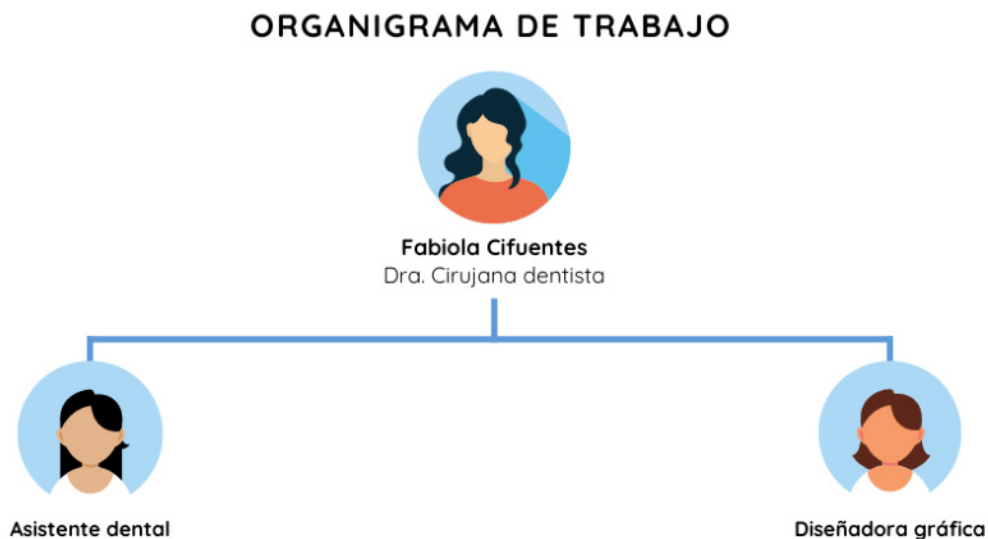 ORGANIGRAMA DE TRABAJO
Fabiola Cifuentes
Dra. Cirujana dentista
Asistente dental
Diseñadora gráfica